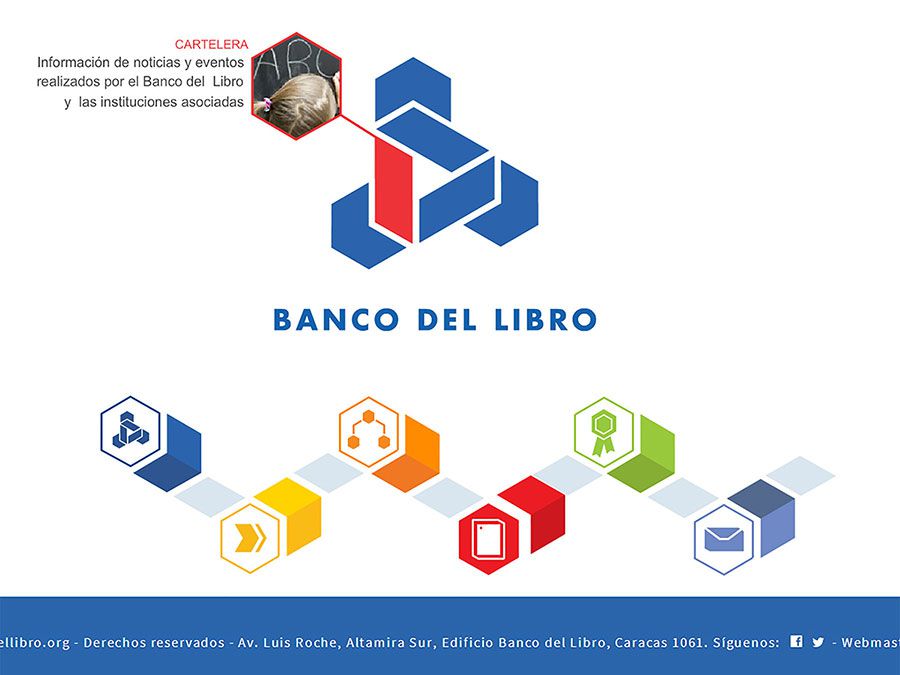 CARTELERA
Información de noticias y eventos
realizados por el Banco del Libro
y las instituciones asociadas
BANCO DEL LIBRO
ellibro.org - Derechos reservados - Av. Luis Roche, Altamira Sur, Edificio Banco del Libro, Caracas 1061. Síguenos: - Webmast